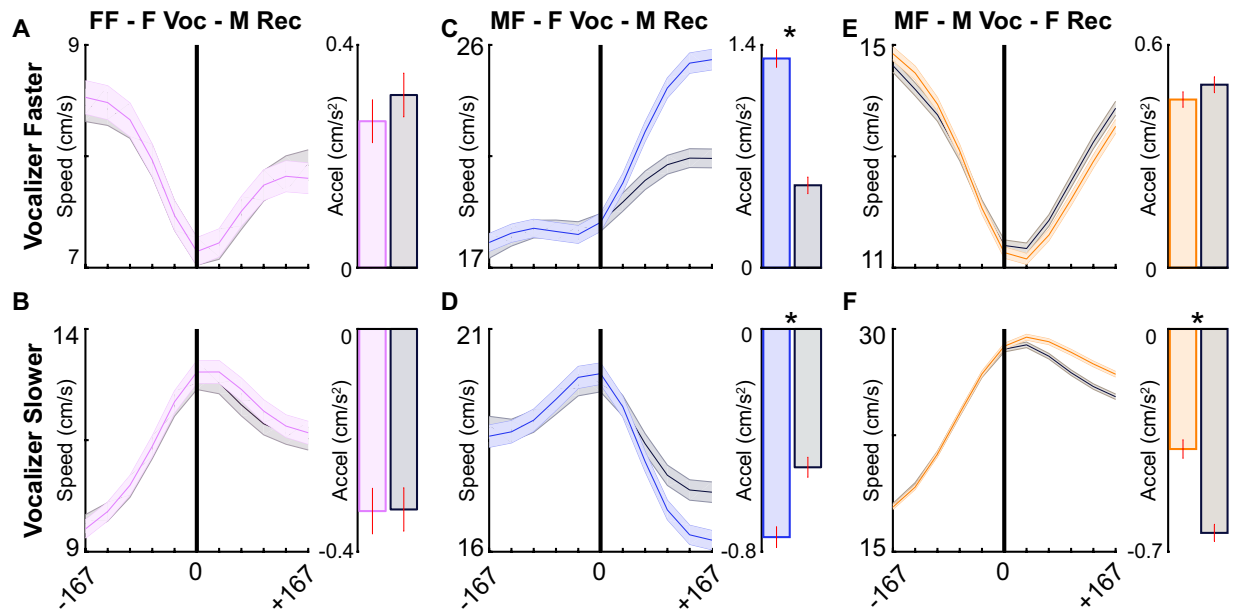 FF - F Voc - M Rec
MF - F Voc - M Rec
MF - M Voc - F Rec
Vocalizer Faster
A
9
Speed (cm/s)
7
0.4
Accel (cm/s²)
0
C
26
Speed (cm/s)
17
1.4
*
Accel (cm/s²)
0
E
15
Speed (cm/s)
11
0.6
Accel (cm/s²)
0
Vocalizer Slower
B
14
Speed (cm/s)
9
-167
0
+167
0
Accel (cm/s²)
-0.4
D
21
Speed (cm/s)
16
-167
0
+167
0
*
Accel (cm/s²)
-0.8
F
30
Speed (cm/s)
15
-167
0
+167
0
*
Accel (cm/s²)
-0.7